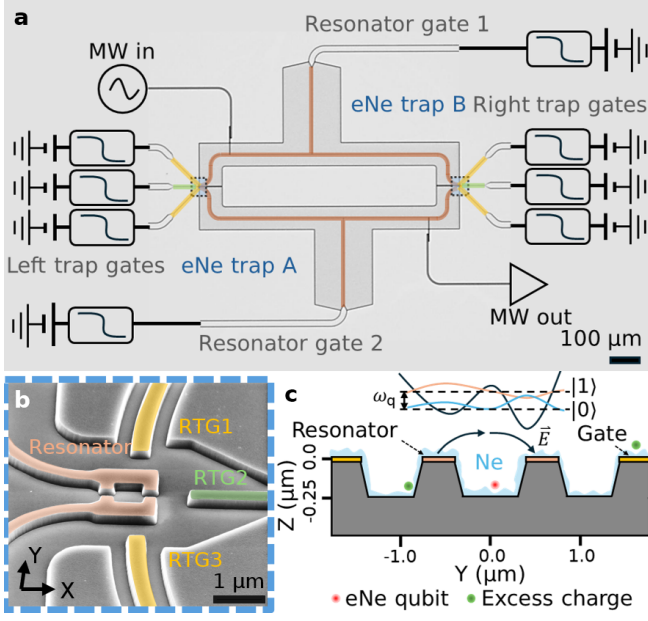 a
Resonator gate 1
MW in
eNe trap B Right trap gates
Left trap gates eNe trap A
MW out
Resonator gate 2
100 μm
b
Resonator
RTG1
RTG2
RTG3
Y
X
1 μm
c
ωq
|1⟩
|0⟩
Resonator
E
Gate
Ne
Z (μm)
0.0
-0.25
-1.0 0.0 1.0
Y (μm)
eNe qubit Excess charge